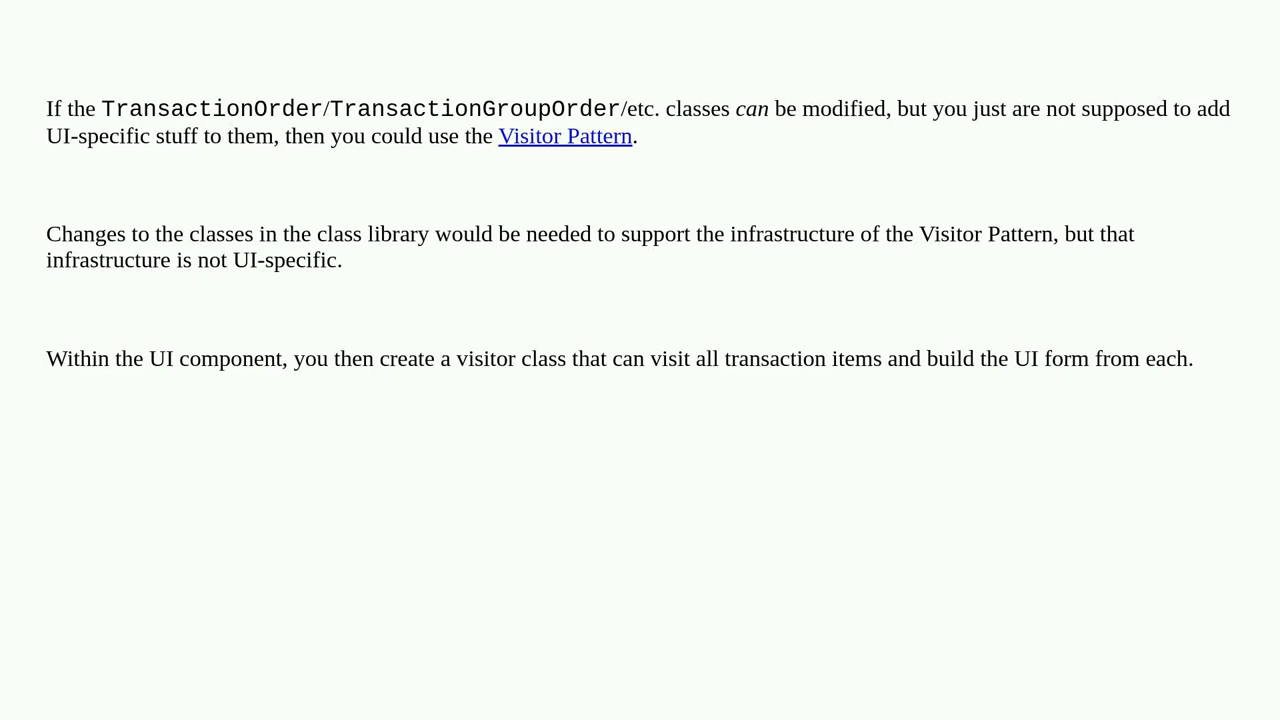 If the TransactionOrder/TransactionGroupOrder/etc. classes can be modified, but you just are not supposed to add
UI-specific stuff to them, then you could use the Visitor Pattern.
Changes to the classes in the class library would be needed to support the infrastructure of the Visitor Pattern, but that
infrastructure is not UI-specific.
Within the UI component, you then create a visitor class that can visit all transaction items and build the UI form from each.